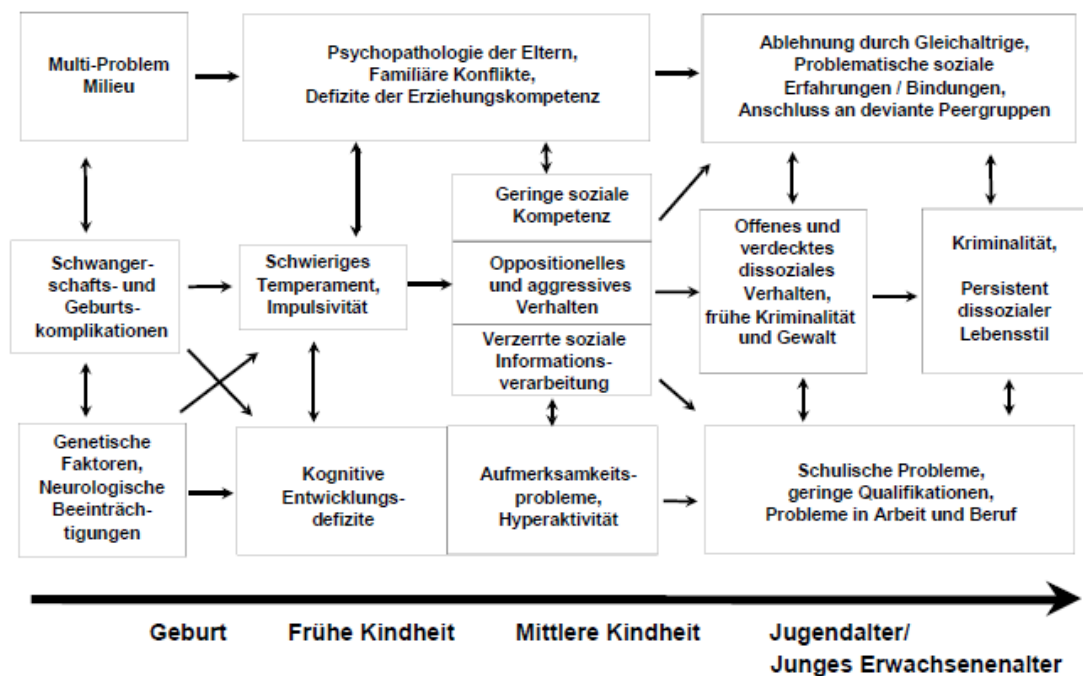 Multi-Problem
Milieu
Psychopathologie der Eltern,
Familiäre Konflikte,
Defizite der Erziehungskompetenz
Ablehnung durch Gleichaltrige,
Problematische soziale
Erfahrungen / Bindungen,
Anschluss an deviante Peergruppen
Schwanger-
schafts- und
Geburts-
komplikationen
Schwieriges
Temperament,
Impulsivität
Geringe soziale
Kompetenz
Oppositionelles
und aggressives
Verhalten
Verzerrte soziale
Informations-
verarbeitung
Offenes und
verdecktes
dissoziales
Verhalten,
frühe Kriminalität
und Gewalt
Kriminalität,
Persistent
dissozialer
Lebensstil
Genetische
Faktoren,
Neurologische
Beeinträch-
tigungen
Kognitive
Entwicklungs-
defizite
Aufmerksamkeits-
probleme,
Hyperaktivität
Schulische Probleme,
geringe Qualifikationen,
Probleme in Arbeit und Beruf
Geburt
Frühe Kindheit
Mittlere Kindheit
Jugendalter/
Junges Erwachsenenalter